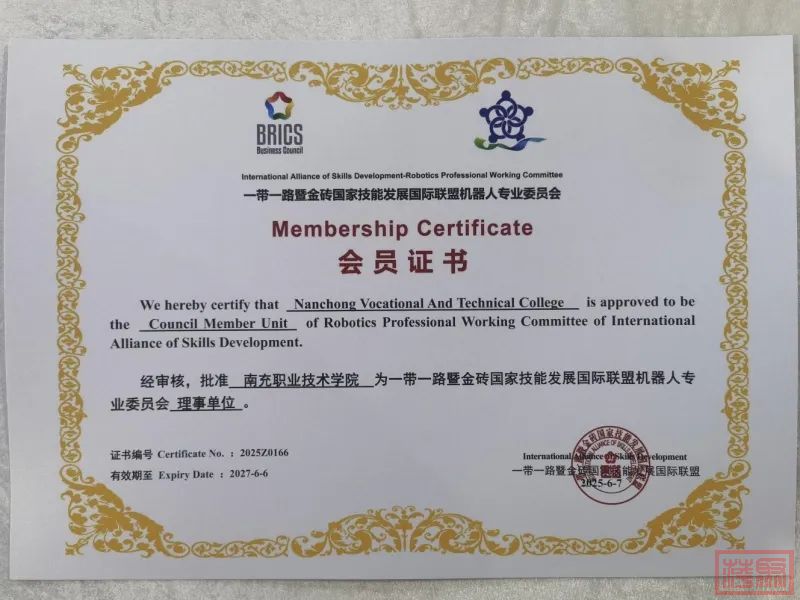 BRICS
Business Council
International Alliance of Skills Development-Robotics Professional Working Committee
一带一路暨金砖国家技能发展国际联盟机器人专业委员会
Membership Certificate
会员证书
We hereby certify that Nanchong Vocational And Technical College is approved to be
the Council Member Unit of Robotics Professional Working Committee of International
Alliance of Skills Development.
经审核，批准 南充职业技术学院 为一带一路暨金砖国家技能发展国际联盟机器人专
业委员会 理事单位 。
证书编号 Certificate No. : 2025Z0166
有效期至 Expiry Date : 2027-6-6
International Alliance of Skills Development
一带一路暨金砖国家技能发展国际联盟
2025-6-7